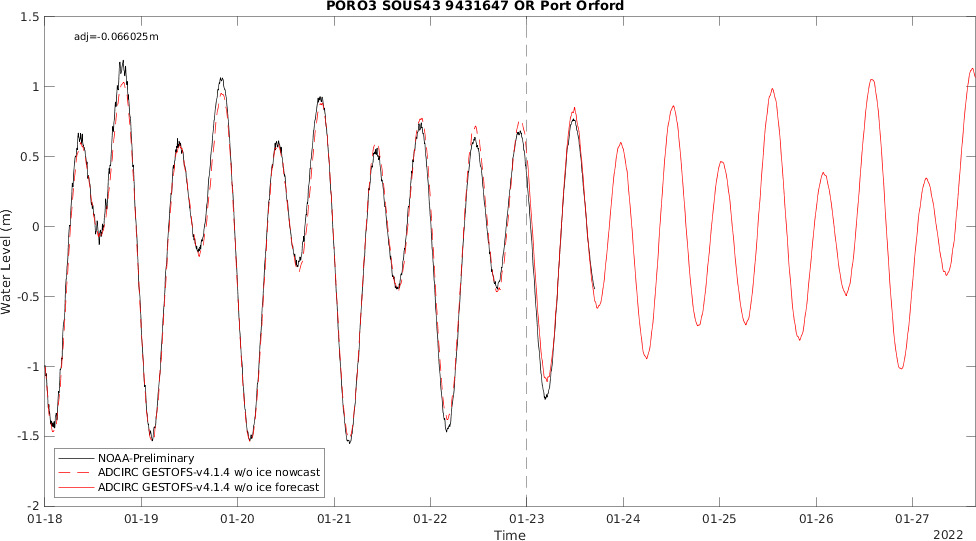 PORO3 SOUS43 9431647 OR Port Orford
adj=-0.066025m
1.5
1
0.5
0
-0.5
-1
-1.5
-2
Water Level (m)
NOAA-Preliminary
ADCIRC GESTOFS-v4.1.4 w/o ice nowcast
ADCIRC GESTOFS-v4.1.4 w/o ice forecast
01-18 01-19 01-20 01-21 01-22 01-23 01-24 01-25 01-26 01-27
Time
2022